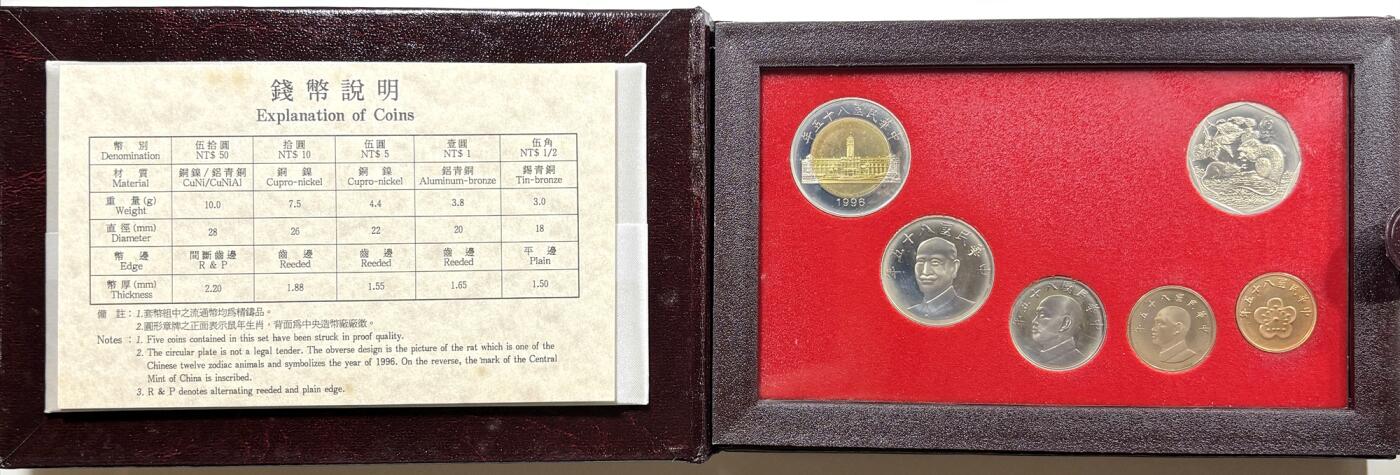 錢幣說明
Explanation of Coins
幣別 伍拾圓 拾圓 伍圓 壹圓 伍角
Denomination NT$ 50 NT$ 10 NT$ 5 NT$ 1 NT$ 1/2
材質 銅鎳/鋁青銅 銅鎳 銅鎳 鋁青銅 錫青銅
Material CuNi/CuNiAl Cupro-nickel Cupro-nickel Aluminum-bronze Tin-bronze
重量(g) 10.0 7.5 4.4 3.8 3.0
Weight
直徑(mm) 28 26 22 20 18
Diameter
幣邊 間斷齒邊 齒邊 齒邊 齒邊 平邊
Edge R & P Reeded Reeded Reeded Plain
幣厚(mm) 2.20 1.88 1.55 1.65 1.50
Thickness
備註：1.套幣組中之流通幣均爲精鑄品。
2.圓形章牌之正面表示鼠年生肖，背面爲中央造幣廠廠徽。
Notes : 1. Five coins contained in this set have been struck in proof quality.
2. The circular plate is not a legal tender. The obverse design is the picture of the rat which is one of the
Chinese twelve zodiac animals and symbolizes the year of 1996. On the reverse, the mark of the Central
Mint of China is inscribed.
3. R & P denotes alternating reeded and plain edge.
年五十八國民華中
1996
年五十八國民華中
年五十八國民華中
年五十八國民華中
年五十八國民華中